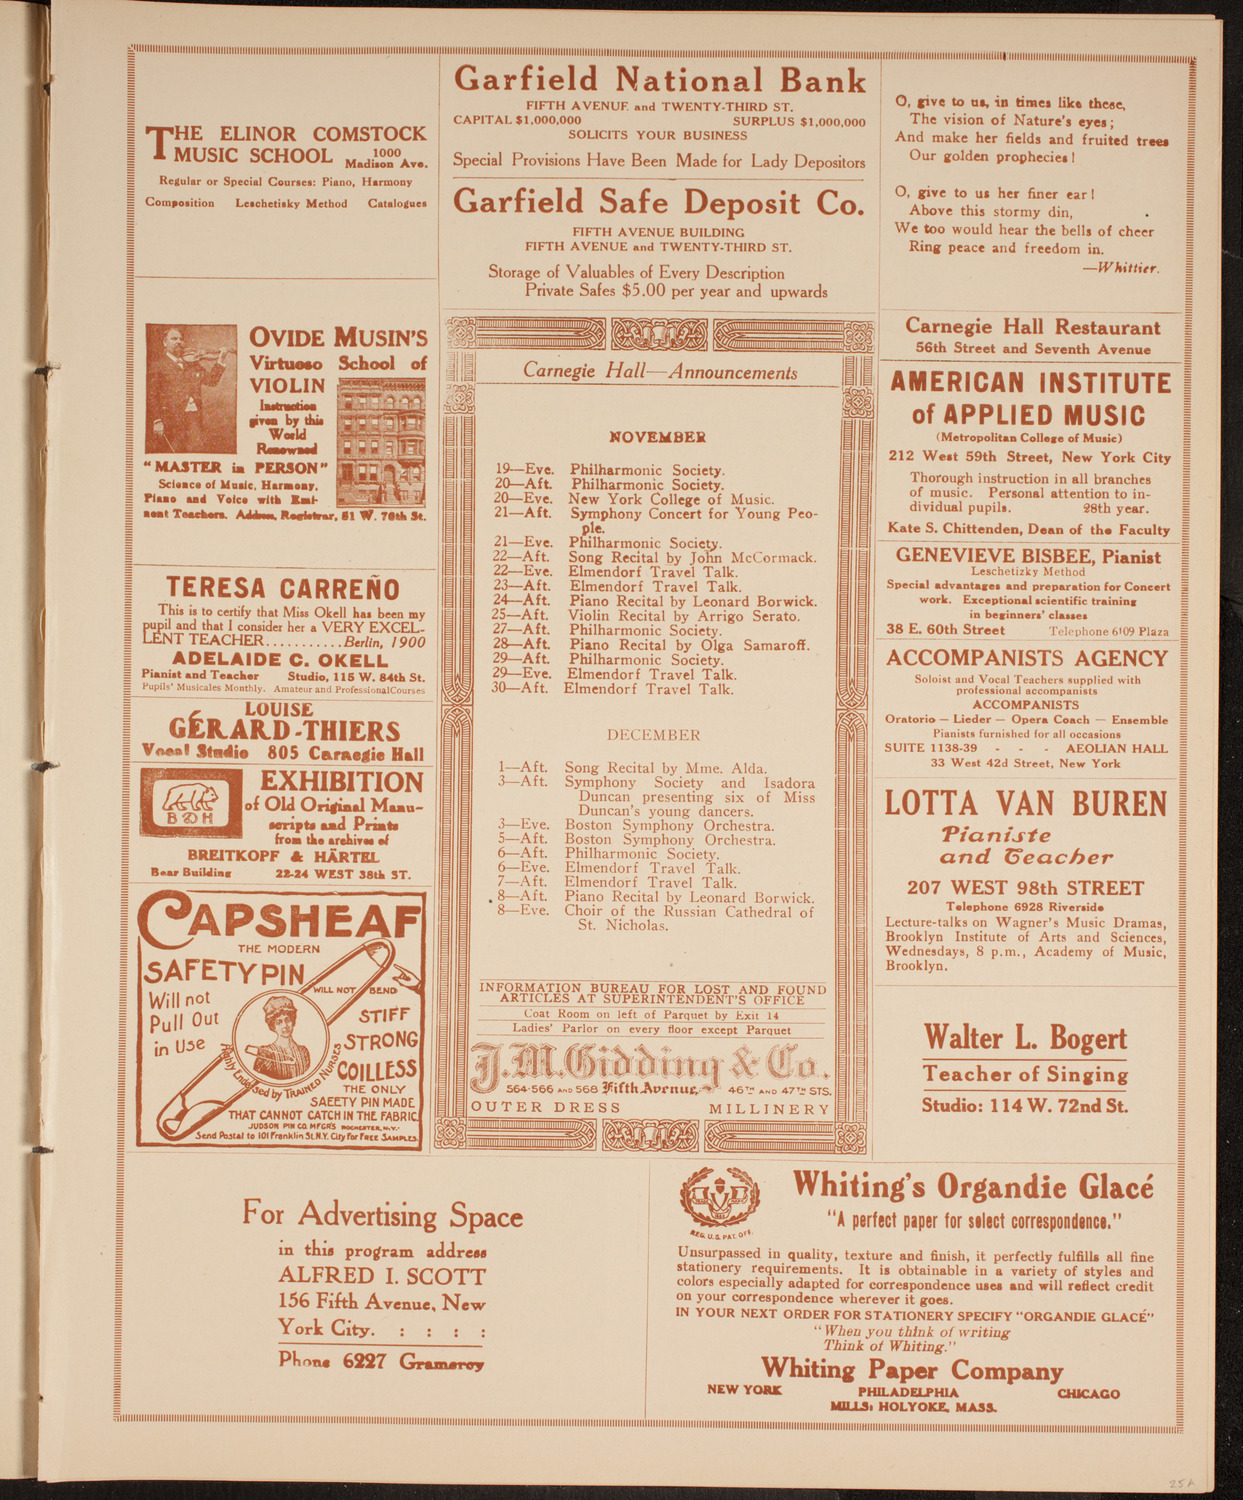 THE ELINOR COMSTOCK
MUSIC SCHOOL 1000 Madison Ave.
Regular or Special Courses: Piano, Harmony
Composition Leschetisky Method Catalogues
OVIDE MUSIN'S
Virtuoso School of
VIOLIN
Instruction
given by this
World
Renowned
"MASTER in PERSON"
Science of Music, Harmony,
Piano and Voice with Emi-
nent Teachers. Address, Registrar, 51 W. 76th St.
TERESA CARREÑO
This is to certify that Miss Okell has been my
pupil and that I consider her a VERY EXCEL-
LENT TEACHER...........Berlin, 1900
ADELAIDE C. OKELL
Pianist and Teacher Studio, 115 W. 84th St.
Pupils' Musicales Monthly. Amateur and Professional Courses
LOUISE
GÉRARD-THIERS
Vocal Studio 805 Carnegie Hall
B & H
EXHIBITION
of Old Original Manu-
scripts and Prints
from the archives of
BREITKOPF & HÄRTEL
Bear Building 22-24 WEST 38th ST.
CAPSHEAF
THE MODERN
SAFETY PIN
WILL NOT BEND
Will not
Pull Out
in Use
STIFF
STRONG
COILLESS
Highly Endorsed by TRAINED NURSES
THE ONLY
SAFETY PIN MADE
THAT CANNOT CATCH IN THE FABRIC
JUDSON PIN CO. MFGR'S ROCHESTER, N.Y.
Send Postal to 101 Franklin St. N.Y. City for FREE SAMPLES.
Garfield National Bank
FIFTH AVENUE and TWENTY-THIRD ST.
CAPITAL $1,000,000 SURPLUS $1,000,000
SOLICITS YOUR BUSINESS
Special Provisions Have Been Made for Lady Depositors
Garfield Safe Deposit Co.
FIFTH AVENUE BUILDING
FIFTH AVENUE and TWENTY-THIRD ST.
Storage of Valuables of Every Description
Private Safes $5.00 per year and upwards
Carnegie Hall—Announcements
NOVEMBER
19—Eve. Philharmonic Society.
20—Aft. Philharmonic Society.
20—Eve. New York College of Music.
21—Aft. Symphony Concert for Young Peo-
ple.
21—Eve. Philharmonic Society.
22—Aft. Song Recital by John McCormack.
22—Eve. Elmendorf Travel Talk.
23—Aft. Elmendorf Travel Talk.
24—Aft. Piano Recital by Leonard Borwick.
25—Aft. Violin Recital by Arrigo Serato.
27—Aft. Philharmonic Society.
28—Aft. Piano Recital by Olga Samaroff.
29—Aft. Philharmonic Society.
29—Eve. Elmendorf Travel Talk.
30—Aft. Elmendorf Travel Talk.
DECEMBER
1—Aft. Song Recital by Mme. Alda.
3—Aft. Symphony Society and Isadora
Duncan presenting six of Miss
Duncan's young dancers.
3—Eve. Boston Symphony Orchestra.
5—Aft. Boston Symphony Orchestra.
6—Aft. Philharmonic Society.
6—Eve. Elmendorf Travel Talk.
7—Aft. Elmendorf Travel Talk.
8—Aft. Piano Recital by Leonard Borwick.
8—Eve. Choir of the Russian Cathedral of
St. Nicholas.
INFORMATION BUREAU FOR LOST AND FOUND
ARTICLES AT SUPERINTENDENT'S OFFICE
Coat Room on left of Parquet by Exit 14
Ladies' Parlor on every floor except Parquet
J. M. Gidding & Co.
564-566 AND 568 Fifth Avenue, 46TH AND 47TH STS.
OUTER DRESS MILLINERY
O, give to us, in times like these,
The vision of Nature's eyes;
And make her fields and fruited trees
Our golden prophecies!
O, give to us her finer ear!
Above this stormy din,
We too would hear the bells of cheer
Ring peace and freedom in.
—Whittier.
Carnegie Hall Restaurant
56th Street and Seventh Avenue
AMERICAN INSTITUTE
of APPLIED MUSIC
(Metropolitan College of Music)
212 West 59th Street, New York City
Thorough instruction in all branches
of music. Personal attention to in-
dividual pupils. 28th year.
Kate S. Chittenden, Dean of the Faculty
GENEVIEVE BISBEE, Pianist
Leschetizky Method
Special advantages and preparation for Concert
work. Exceptional scientific training
in beginners' classes
38 E. 60th Street Telephone 6109 Plaza
ACCOMPANISTS AGENCY
Soloist and Vocal Teachers supplied with
professional accompanists
ACCOMPANISTS
Oratorio — Lieder — Opera Coach — Ensemble
Pianists furnished for all occasions
SUITE 1138-39 - - - AEOLIAN HALL
33 West 42d Street, New York
LOTTA VAN BUREN
Pianiste
and Teacher
207 WEST 98th STREET
Telephone 6928 Riverside
Lecture-talks on Wagner's Music Dramas,
Brooklyn Institute of Arts and Sciences,
Wednesdays, 8 p.m., Academy of Music,
Brooklyn.
Walter L. Bogert
Teacher of Singing
Studio: 114 W. 72nd St.
For Advertising Space
in this program address
ALFRED I. SCOTT
156 Fifth Avenue, New
York City. : : : :
Phone 6227 Gramercy
REG. U.S. PAT. OFF.
Whiting's Organdie Glacé
"A perfect paper for select correspondence."
Unsurpassed in quality, texture and finish, it perfectly fulfills all fine
stationery requirements. It is obtainable in a variety of styles and
colors especially adapted for correspondence uses and will reflect credit
on your correspondence wherever it goes.
IN YOUR NEXT ORDER FOR STATIONERY SPECIFY "ORGANDIE GLACÉ"
"When you think of writing
Think of Whiting."
Whiting Paper Company
NEW YORK PHILADELPHIA CHICAGO
MILLS: HOLYOKE, MASS.
25A